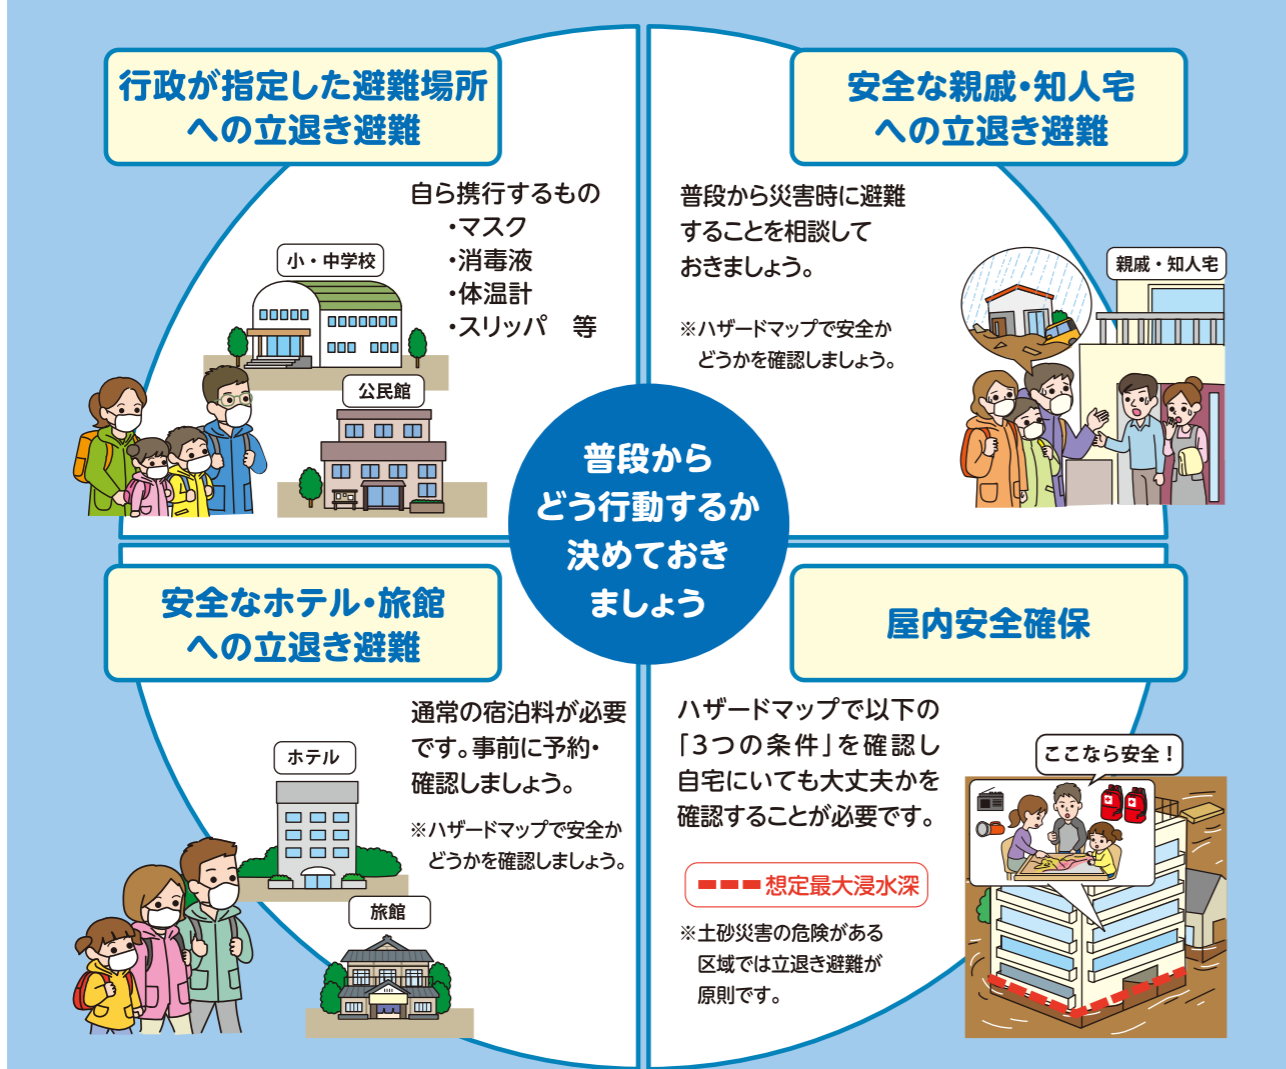 行政が指定した避難場所
への立退き避難
自ら携行するもの
・マスク
・消毒液
・体温計
・スリッパ　等
小・中学校
公民館
安全な親戚・知人宅
への立退き避難
普段から災害時に避難
することを相談して
おきましょう。
※ハザードマップで安全か
どうかを確認しましょう。
親戚・知人宅
普段から
どう行動するか
決めておき
ましょう
安全なホテル・旅館
への立退き避難
通常の宿泊料が必要
です。事前に予約・
確認しましょう。
※ハザードマップで安全か
どうかを確認しましょう。
ホテル
旅館
屋内安全確保
ハザードマップで以下の
「3つの条件」を確認し
自宅にいても大丈夫かを
確認することが必要です。
想定最大浸水深
※土砂災害の危険がある
区域では立退き避難が
原則です。
ここなら安全！